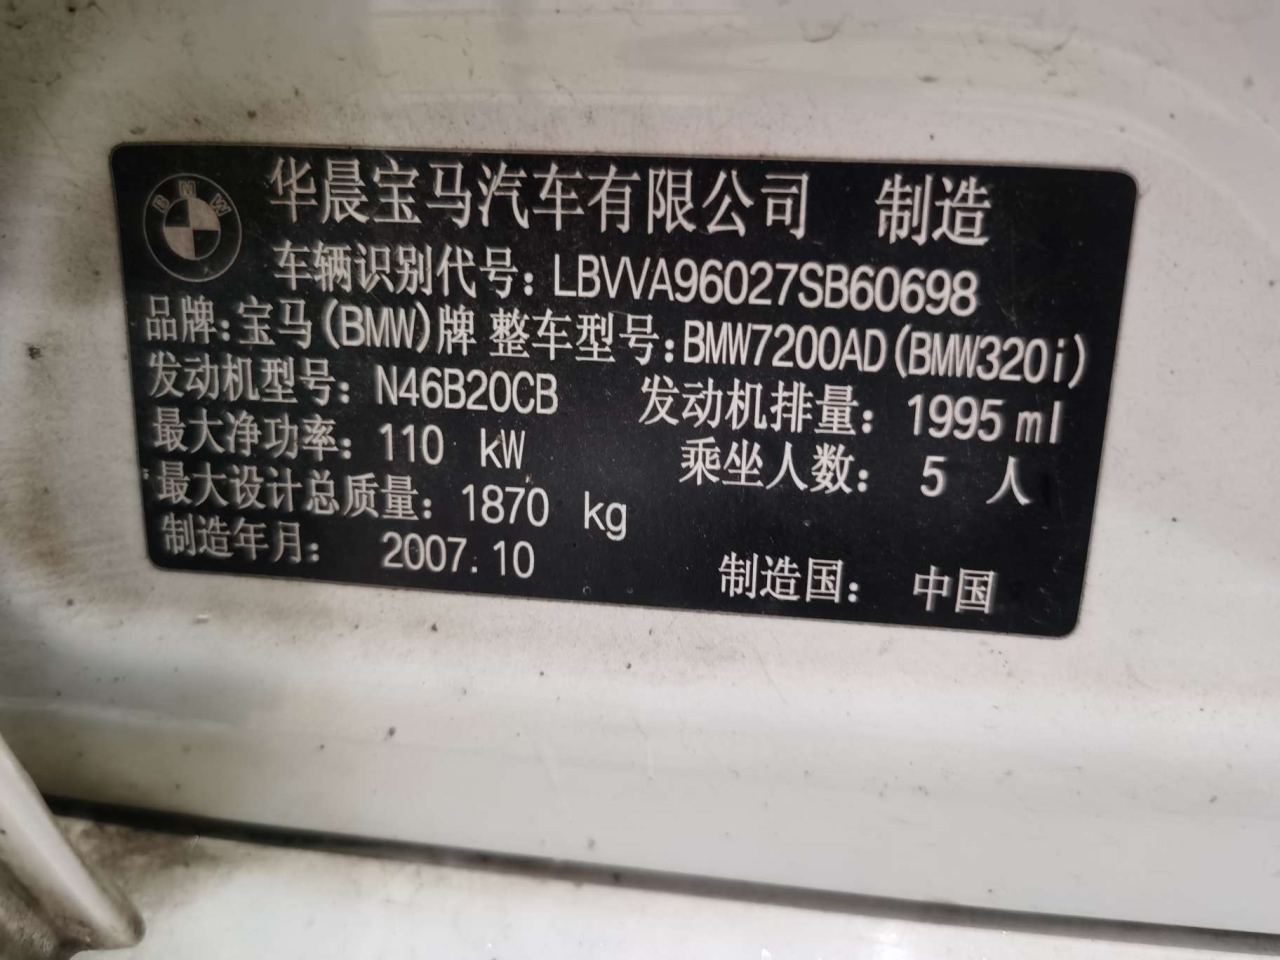 BMW
华晨宝马汽车有限公司 制造
车辆识别代号: LBVVA96027SB60698
品牌: 宝马(BMW)牌 整车型号: BMW7200AD(BMW320i)
发动机型号: N46B20CB 发动机排量: 1995 ml
最大净功率: 110 kW 乘坐人数: 5 人
最大设计总质量: 1870 kg
制造年月: 2007.10 制造国: 中国